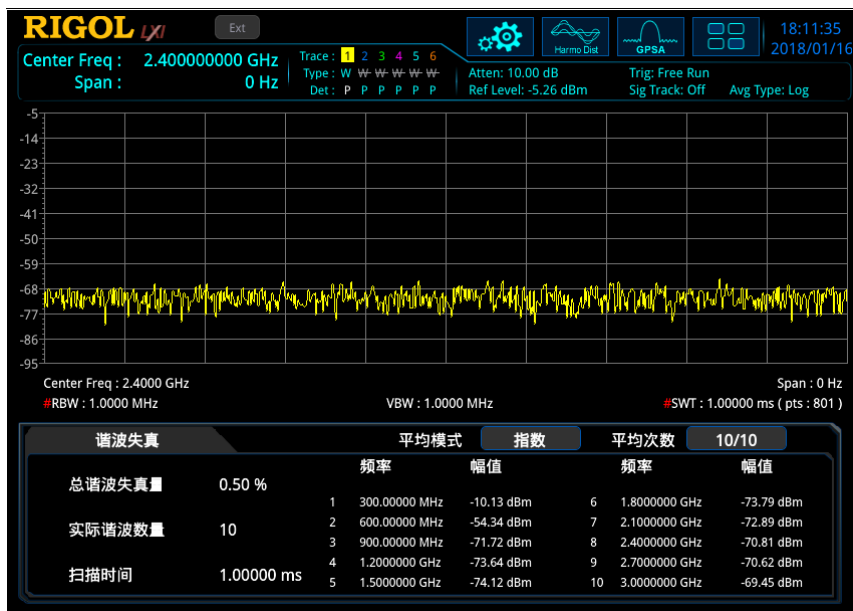 RIGOL LXI Ext 18:11:35
Harmo Dist GPSA 2018/01/16
Center Freq : 2.400000000 GHz Trace : 1 2 3 4 5 6
Span : 0 Hz Type : W W W W W W Atten: 10.00 dB Trig: Free Run
Det : P P P P P P Ref Level: -5.26 dBm Sig Track: Off Avg Type: Log
-5
-14
-23
-32
-41
-50
-59
-68
-77
-86
-95
Center Freq : 2.4000 GHz Span : 0 Hz
#RBW : 1.0000 MHz VBW : 1.0000 MHz #SWT : 1.00000 ms ( pts : 801 )
谐波失真 平均模式 指数 平均次数 10/10
频率 幅值 频率 幅值
总谐波失真量 0.50 %
1 300.00000 MHz -10.13 dBm 6 1.8000000 GHz -73.79 dBm
2 600.00000 MHz -54.34 dBm 7 2.1000000 GHz -72.89 dBm
实际谐波数量 10
3 900.00000 MHz -71.72 dBm 8 2.4000000 GHz -70.81 dBm
4 1.2000000 GHz -73.64 dBm 9 2.7000000 GHz -70.62 dBm
扫描时间 1.00000 ms
5 1.5000000 GHz -74.12 dBm 10 3.0000000 GHz -69.45 dBm